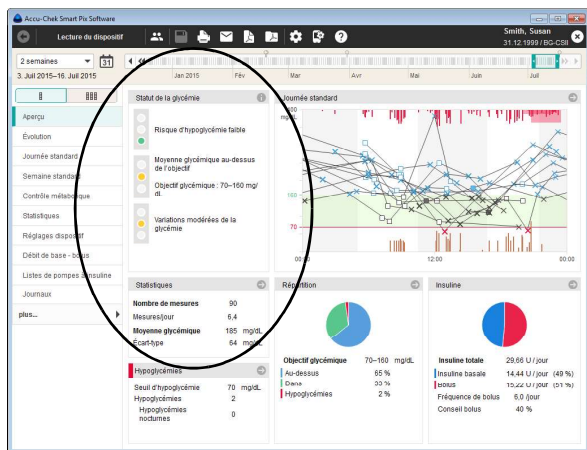 Accu-Chek Smart Pix Software
Lecture du dispositif
Smith, Susan
31.12.1999 / BG-CSII
2 semaines
31
3. Juil 2015–16. Juil 2015
Jan 2015 Fév Mar Avr Mai Juin Juil
Aperçu
Évolution
Journée standard
Semaine standard
Contrôle métabolique
Statistiques
Réglages dispositif
Débit de base - bolus
Listes de pompes à insuline
Journaux
plus...
Statut de la glycémie
Risque d'hypoglycémie faible
Moyenne glycémique au-dessus
de l'objectif
Objectif glycémique : 70–160 mg/
dL
Variations modérées de la
glycémie
Journée standard
mg/dL
160
70
00:00 12:00 00:00
Statistiques
Nombre de mesures 90
Mesures/jour 6,4
Moyenne glycémique 185 mg/dL
Écart-type 64 mg/dL
Hypoglycémies
Seuil d'hypoglycémie 70 mg/dL
Hypoglycémies 2
Hypoglycémies
nocturnes 0
Répartition
Objectif glycémique 70–160 mg/dL
Au-dessus 65 %
Dans 33 %
Hypoglycémies 2 %
Insuline
Insuline totale 29,66 U / jour
Insuline basale 14,44 U / jour (49 %)
Bolus 15,22 U / jour (51 %)
Fréquence de bolus 6,0 /jour
Conseil bolus 40 %